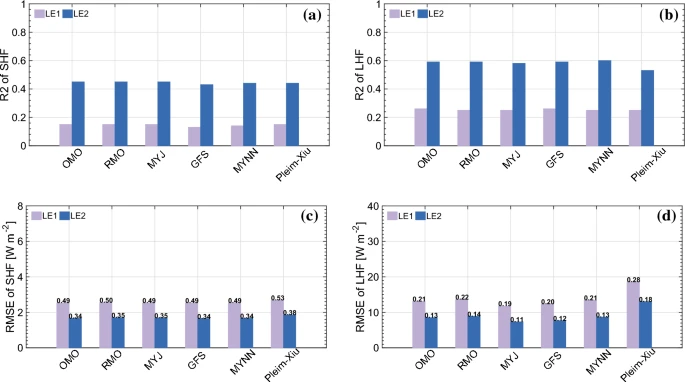 (a)
LE1 LE2
R2 of SHF
1
0.8
0.6
0.4
0.2
0
OMO RMO MYJ GFS MYNN Pleim-Xiu
(b)
LE1 LE2
R2 of LHF
1
0.8
0.6
0.4
0.2
0
OMO RMO MYJ GFS MYNN Pleim-Xiu
(c)
LE1 LE2
RMSE of SHF [W m-2]
8
6
4
2
0
0.49 0.34 0.50 0.35 0.49 0.35 0.49 0.34 0.49 0.34 0.53 0.38
OMO RMO MYJ GFS MYNN Pleim-Xiu
(d)
LE1 LE2
RMSE of LHF [W m-2]
40
30
20
10
0
0.21 0.13 0.22 0.14 0.19 0.11 0.20 0.12 0.21 0.13 0.28 0.18
OMO RMO MYJ GFS MYNN Pleim-Xiu